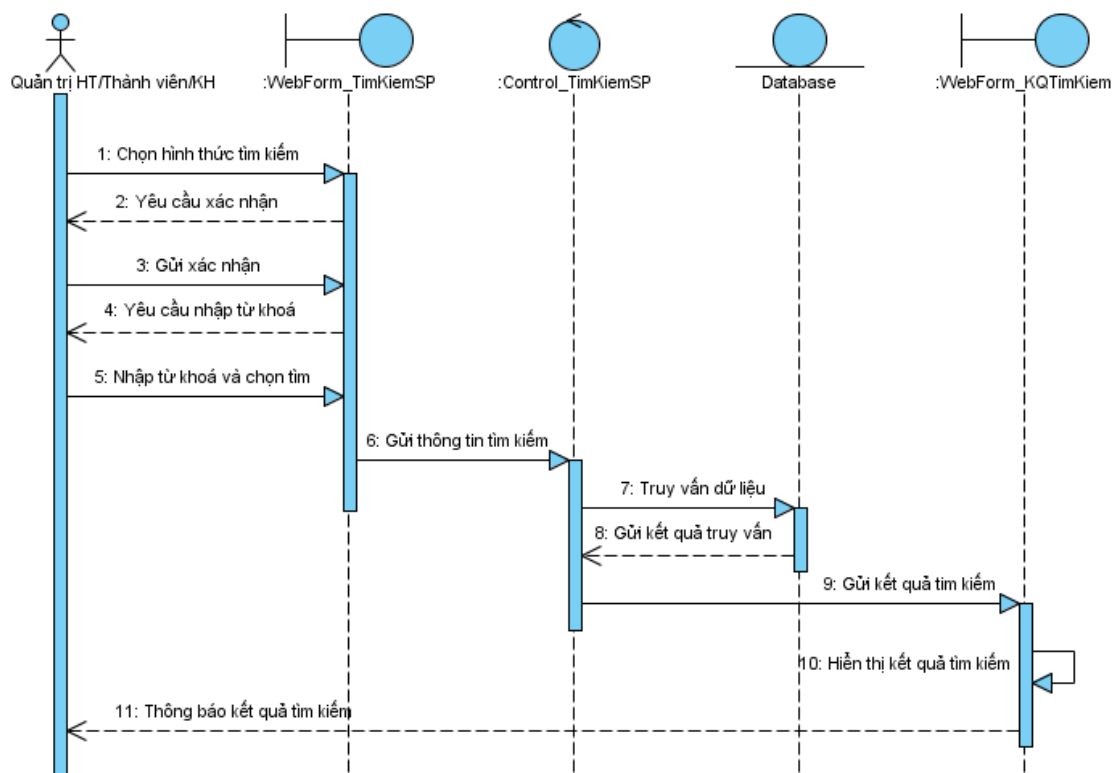 Quản trị HT/Thành viên/KH
:WebForm_TimKiemSP
:Control_TimKiemSP
Database
:WebForm_KQTimKiem
1: Chọn hình thức tìm kiếm
2: Yêu cầu xác nhận
3: Gửi xác nhận
4: Yêu cầu nhập từ khoá
5: Nhập từ khoá và chọn tìm
6: Gửi thông tin tìm kiếm
7: Truy vấn dữ liệu
8: Gửi kết quả truy vấn
9: Gửi kết quả tim kiếm
10: Hiển thị kết quả tìm kiếm
11: Thông báo kết quả tìm kiếm